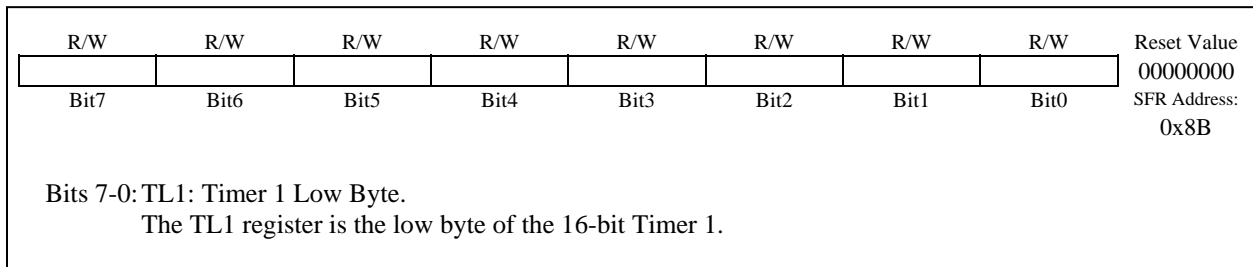 R/W R/W R/W R/W R/W R/W R/W R/W Reset Value
00000000
Bit7 Bit6 Bit5 Bit4 Bit3 Bit2 Bit1 Bit0 SFR Address:
0x8B
Bits 7-0: TL1: Timer 1 Low Byte.
The TL1 register is the low byte of the 16-bit Timer 1.